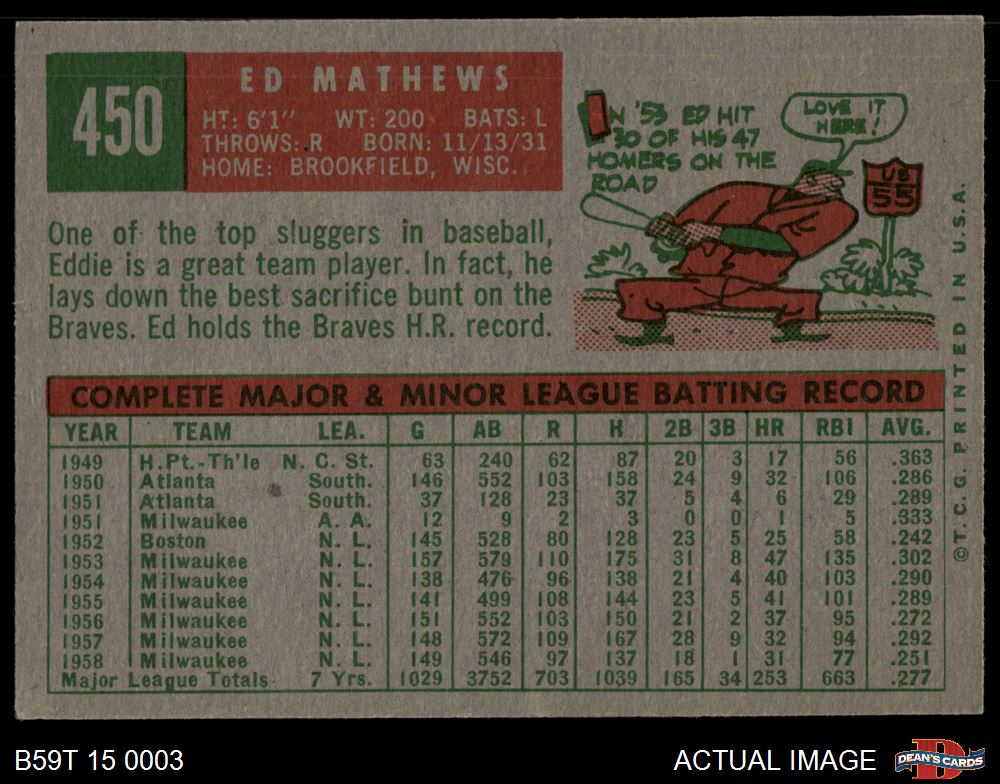 450
ED MATHEWS
HT: 6'1" WT: 200 BATS: L
THROWS: R BORN: 11/13/31
HOME: BROOKFIELD, WISC.
One of the top sluggers in baseball,
Eddie is a great team player. In fact, he
lays down the best sacrifice bunt on the
Braves. Ed holds the Braves H.R. record.
IN '53 ED HIT
30 OF HIS 47
HOMERS ON THE
ROAD
LOVE IT
HERE!
US
55
COMPLETE MAJOR & MINOR LEAGUE BATTING RECORD
YEAR TEAM LEA. G AB R H 2B 3B HR RBI AVG.
1949 H.Pt.-Th'le N. C. St. 63 240 62 87 20 3 17 56 .363
1950 Atlanta South. 146 552 103 158 24 9 32 106 .286
1951 Atlanta South. 37 128 23 37 5 4 6 29 .289
1951 Milwaukee A. A. 12 9 2 3 0 0 1 5 .333
1952 Boston N. L. 145 528 80 128 23 5 25 58 .242
1953 Milwaukee N. L. 157 579 110 175 31 8 47 135 .302
1954 Milwaukee N. L. 138 476 96 138 21 4 40 103 .290
1955 Milwaukee N. L. 141 499 108 144 23 5 41 101 .289
1956 Milwaukee N. L. 151 552 103 150 21 2 37 95 .272
1957 Milwaukee N. L. 148 572 109 167 28 9 32 94 .292
1958 Milwaukee N. L. 149 546 97 137 18 1 31 77 .251
Major League Totals 7 Yrs. 1029 3752 703 1039 165 34 253 663 .277
©T. C. G. PRINTED IN U.S.A.
B59T 15 0003
ACTUAL IMAGE
D
DEAN'S CARDS